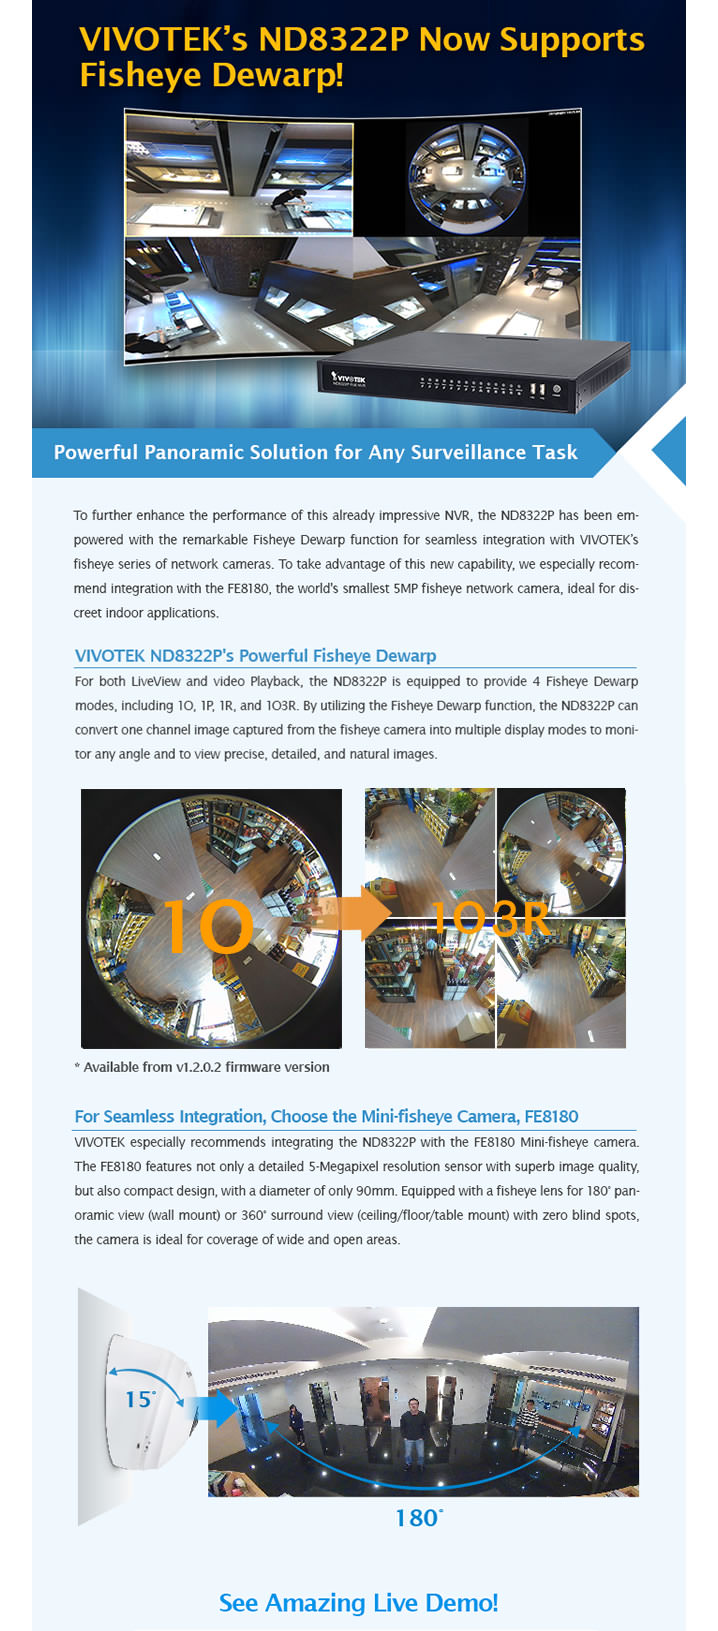 VIVOTEK's ND8322P Now Supports
Fisheye Dewarp!
VIVOTEK
Powerful Panoramic Solution for Any Surveillance Task
To further enhance the performance of this already impressive NVR, the ND8322P has been em-
powered with the remarkable Fisheye Dewarp function for seamless integration with VIVOTEK's
fisheye series of network cameras. To take advantage of this new capability, we especially recom-
mend integration with the FE8180, the world's smallest 5MP fisheye network camera, ideal for dis-
creet indoor applications.
VIVOTEK ND8322P's Powerful Fisheye Dewarp
For both LiveView and video Playback, the ND8322P is equipped to provide 4 Fisheye Dewarp
modes, including 1O, 1P, 1R, and 1O3R. By utilizing the Fisheye Dewarp function, the ND8322P can
convert one channel image captured from the fisheye camera into multiple display modes to moni-
tor any angle and to view precise, detailed, and natural images.
1O
1O3R
* Available from v1.2.0.2 firmware version
For Seamless Integration, Choose the Mini-fisheye Camera, FE8180
VIVOTEK especially recommends integrating the ND8322P with the FE8180 Mini-fisheye camera.
The FE8180 features not only a detailed 5-Megapixel resolution sensor with superb image quality,
but also compact design, with a diameter of only 90mm. Equipped with a fisheye lens for 180° pan-
oramic view (wall mount) or 360° surround view (ceiling/floor/table mount) with zero blind spots,
the camera is ideal for coverage of wide and open areas.
15°
180°
See Amazing Live Demo!